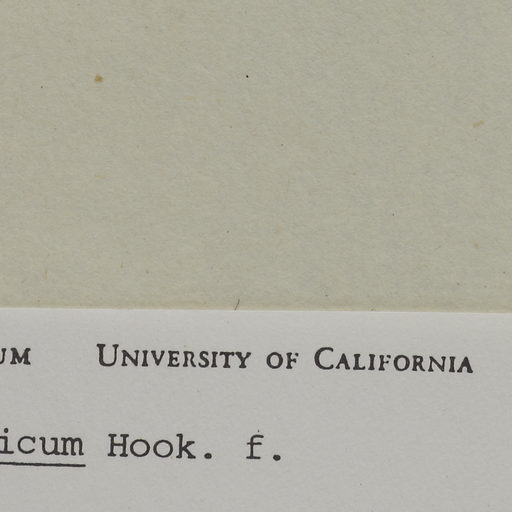 UM UNIVERSITY OF CALIFORNIA
icum Hook. f.